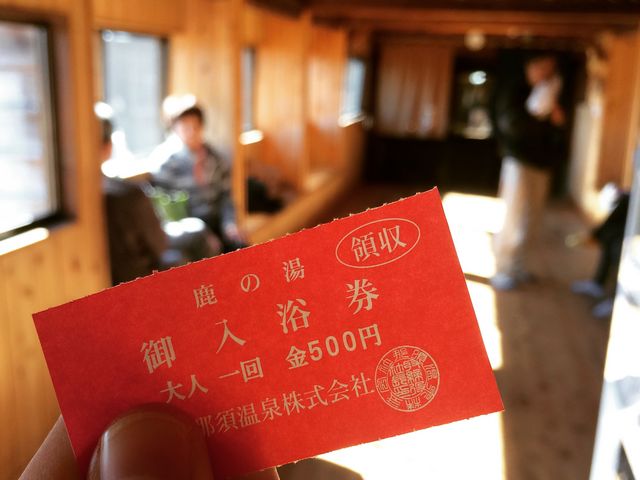 領収
鹿の湯
御入浴券
大人一回 金500円
那須温泉株式会社